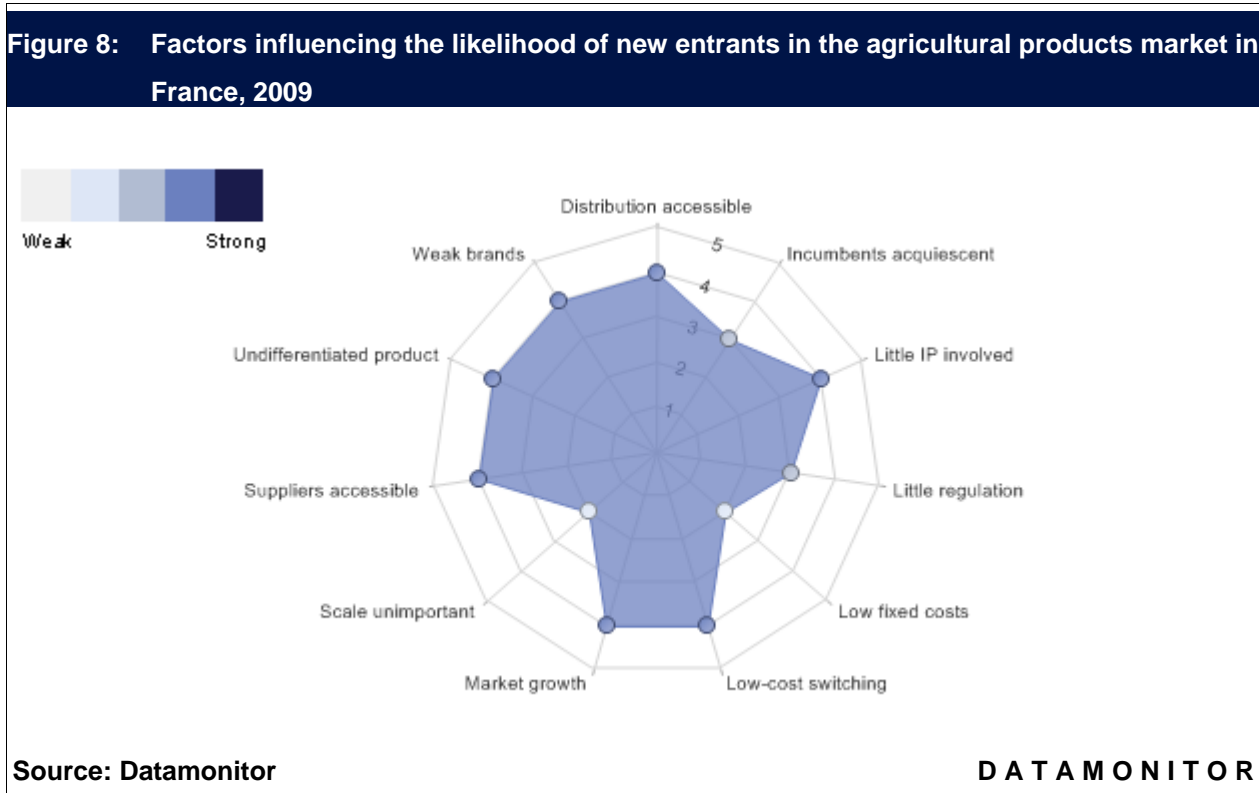 Figure 8: Factors influencing the likelihood of new entrants in the agricultural products market in
France, 2009
Weak Strong
Distribution accessible
Weak brands
5
Incumbents acquiescent
4
3
Undifferentiated product
Little IP involved
2
1
Suppliers accessible
Little regulation
Scale unimportant
Low fixed costs
Market growth
Low-cost switching
Source: Datamonitor
DATAMONITOR